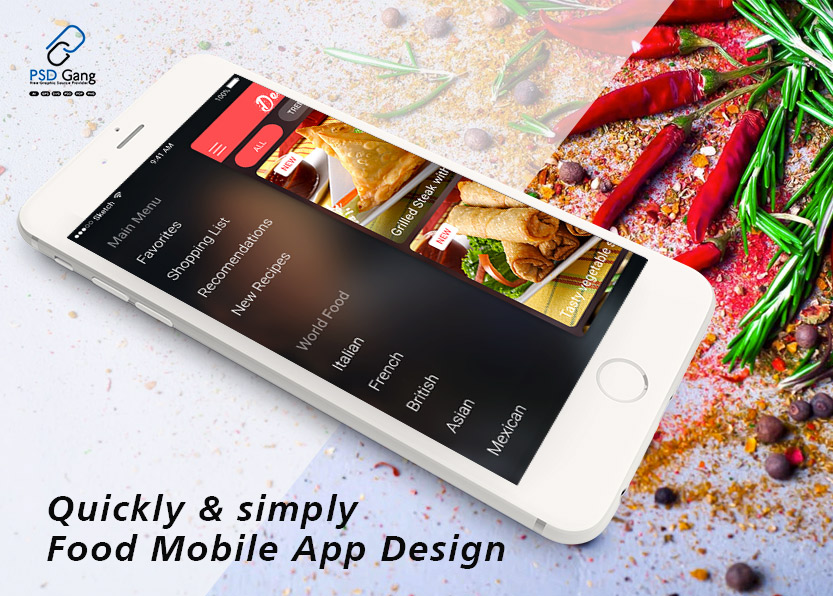 PSD Gang
Free Graphic Source Provider
Sketch
9:41 AM
100%
Main Menu
Favorites
Shopping List
Recomendations
New Recipes
World Food
Italian
French
British
Asian
Mexican
De
ALL
TRE
NEW
Grilled Steak with
NEW
Tasty vegetable s
Quickly & simply
Food Mobile App Design